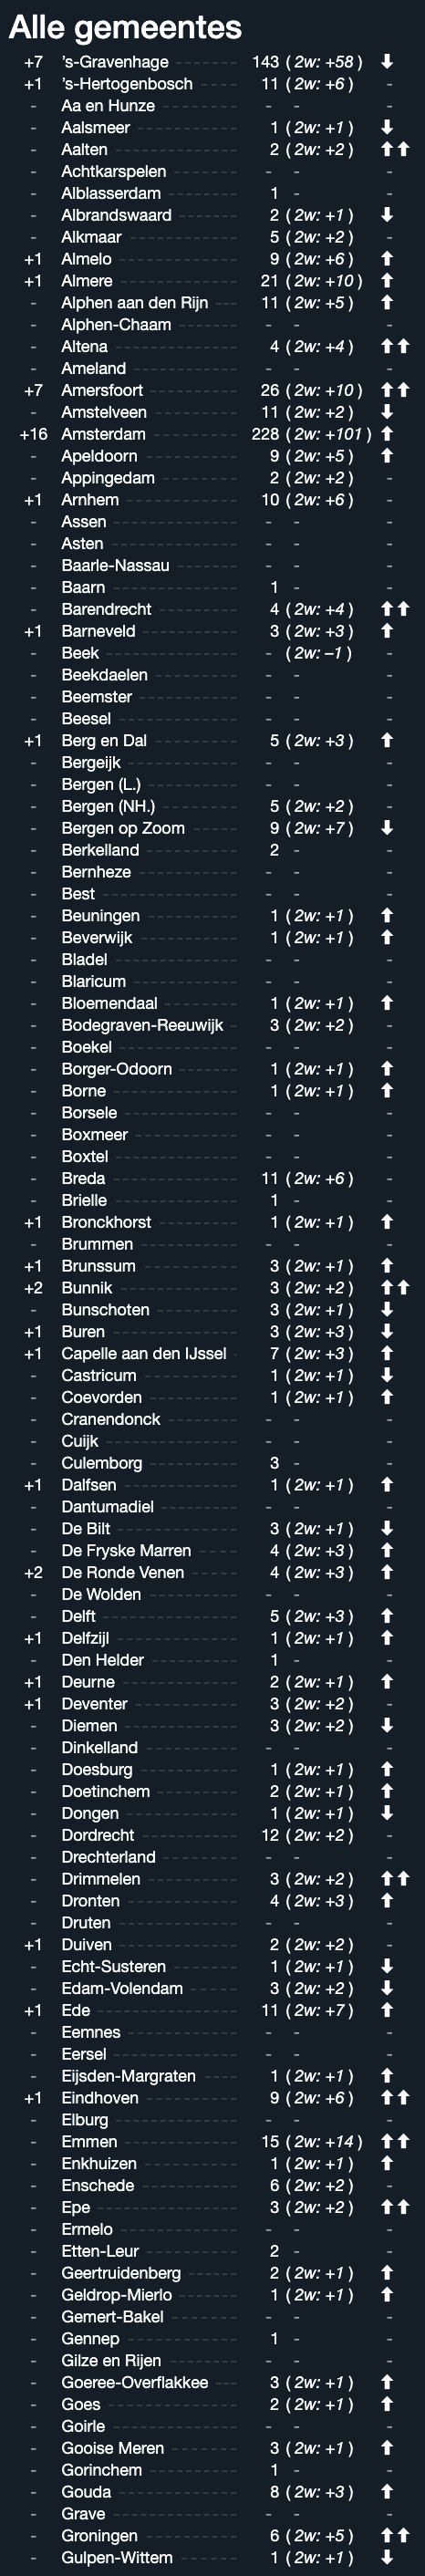 Alle gemeentes
+7 's-Gravenhage 143 ( 2w: +58 ) ⬇
+1 's-Hertogenbosch 11 ( 2w: +6 ) -
- Aa en Hunze - - -
- Aalsmeer 1 ( 2w: +1 ) ⬇
- Aalten 2 ( 2w: +2 ) ⬆⬆
- Achtkarspelen - - -
- Alblasserdam 1 - -
- Albrandswaard 2 ( 2w: +1 ) ⬇
- Alkmaar 5 ( 2w: +2 ) -
+1 Almelo 9 ( 2w: +6 ) ⬆
+1 Almere 21 ( 2w: +10 ) ⬆
- Alphen aan den Rijn 11 ( 2w: +5 ) ⬆
- Alphen-Chaam - - -
- Altena 4 ( 2w: +4 ) ⬆⬆
- Ameland - - -
+7 Amersfoort 26 ( 2w: +10 ) ⬆⬆
- Amstelveen 11 ( 2w: +2 ) ⬇
+16 Amsterdam 228 ( 2w: +101 ) ⬆
- Apeldoorn 9 ( 2w: +5 ) ⬆
- Appingedam 2 ( 2w: +2 ) -
+1 Arnhem 10 ( 2w: +6 ) -
- Assen - - -
- Asten - - -
- Baarle-Nassau - - -
- Baarn 1 - -
- Barendrecht 4 ( 2w: +4 ) ⬆⬆
+1 Barneveld 3 ( 2w: +3 ) ⬆
- Beek - ( 2w: –1 ) -
- Beekdaelen - - -
- Beemster - - -
- Beesel - - -
+1 Berg en Dal 5 ( 2w: +3 ) ⬆
- Bergeijk - - -
- Bergen (L.) - - -
- Bergen (NH.) 5 ( 2w: +2 ) -
- Bergen op Zoom 9 ( 2w: +7 ) ⬇
- Berkelland 2 - -
- Bernheze - - -
- Best - - -
- Beuningen 1 ( 2w: +1 ) ⬆
- Beverwijk 1 ( 2w: +1 ) ⬆
- Bladel - - -
- Blaricum - - -
- Bloemendaal 1 ( 2w: +1 ) ⬆
- Bodegraven-Reeuwijk 3 ( 2w: +2 ) -
- Boekel - - -
- Borger-Odoorn 1 ( 2w: +1 ) ⬆
- Borne 1 ( 2w: +1 ) ⬆
- Borsele - - -
- Boxmeer - - -
- Boxtel - - -
- Breda 11 ( 2w: +6 ) -
- Brielle 1 - -
+1 Bronckhorst 1 ( 2w: +1 ) ⬆
- Brummen - - -
+1 Brunssum 3 ( 2w: +1 ) ⬆
+2 Bunnik 3 ( 2w: +2 ) ⬆⬆
- Bunschoten 3 ( 2w: +1 ) ⬇
+1 Buren 3 ( 2w: +3 ) ⬇
+1 Capelle aan den IJssel 7 ( 2w: +3 ) ⬆
- Castricum 1 ( 2w: +1 ) ⬇
- Coevorden 1 ( 2w: +1 ) ⬆
- Cranendonck - - -
- Cuijk - - -
- Culemborg 3 - -
+1 Dalfsen 1 ( 2w: +1 ) ⬆
- Dantumadiel - - -
- De Bilt 3 ( 2w: +1 ) ⬇
- De Fryske Marren 4 ( 2w: +3 ) ⬆
+2 De Ronde Venen 4 ( 2w: +3 ) ⬆
- De Wolden - - -
- Delft 5 ( 2w: +3 ) ⬆
+1 Delfzijl 1 ( 2w: +1 ) ⬆
- Den Helder 1 - -
+1 Deurne 2 ( 2w: +1 ) ⬆
+1 Deventer 3 ( 2w: +2 ) -
- Diemen 3 ( 2w: +2 ) ⬇
- Dinkelland - - -
- Doesburg 1 ( 2w: +1 ) ⬆
- Doetinchem 2 ( 2w: +1 ) ⬆
- Dongen 1 ( 2w: +1 ) ⬇
- Dordrecht 12 ( 2w: +2 ) -
- Drechterland - - -
- Drimmelen 3 ( 2w: +2 ) ⬆⬆
- Dronten 4 ( 2w: +3 ) ⬆
- Druten - - -
+1 Duiven 2 ( 2w: +2 ) -
- Echt-Susteren 1 ( 2w: +1 ) ⬇
- Edam-Volendam 3 ( 2w: +2 ) ⬇
+1 Ede 11 ( 2w: +7 ) ⬆
- Eemnes - - -
- Eersel - - -
- Eijsden-Margraten 1 ( 2w: +1 ) ⬆
+1 Eindhoven 9 ( 2w: +6 ) ⬆⬆
- Elburg - - -
- Emmen 15 ( 2w: +14 ) ⬆⬆
- Enkhuizen 1 ( 2w: +1 ) ⬆
- Enschede 6 ( 2w: +2 ) -
- Epe 3 ( 2w: +2 ) ⬆⬆
- Ermelo - - -
- Etten-Leur 2 - -
- Geertruidenberg 2 ( 2w: +1 ) ⬆
- Geldrop-Mierlo 1 ( 2w: +1 ) ⬆
- Gemert-Bakel - - -
- Gennep 1 - -
- Gilze en Rijen - - -
- Goeree-Overflakkee 3 ( 2w: +1 ) ⬆
- Goes 2 ( 2w: +1 ) ⬆
- Goirle - - -
- Gooise Meren 3 ( 2w: +1 ) ⬆
- Gorinchem 1 - -
- Gouda 8 ( 2w: +3 ) ⬆
- Grave - - -
- Groningen 6 ( 2w: +5 ) ⬆⬆
- Gulpen-Wittem 1 ( 2w: +1 ) ⬇